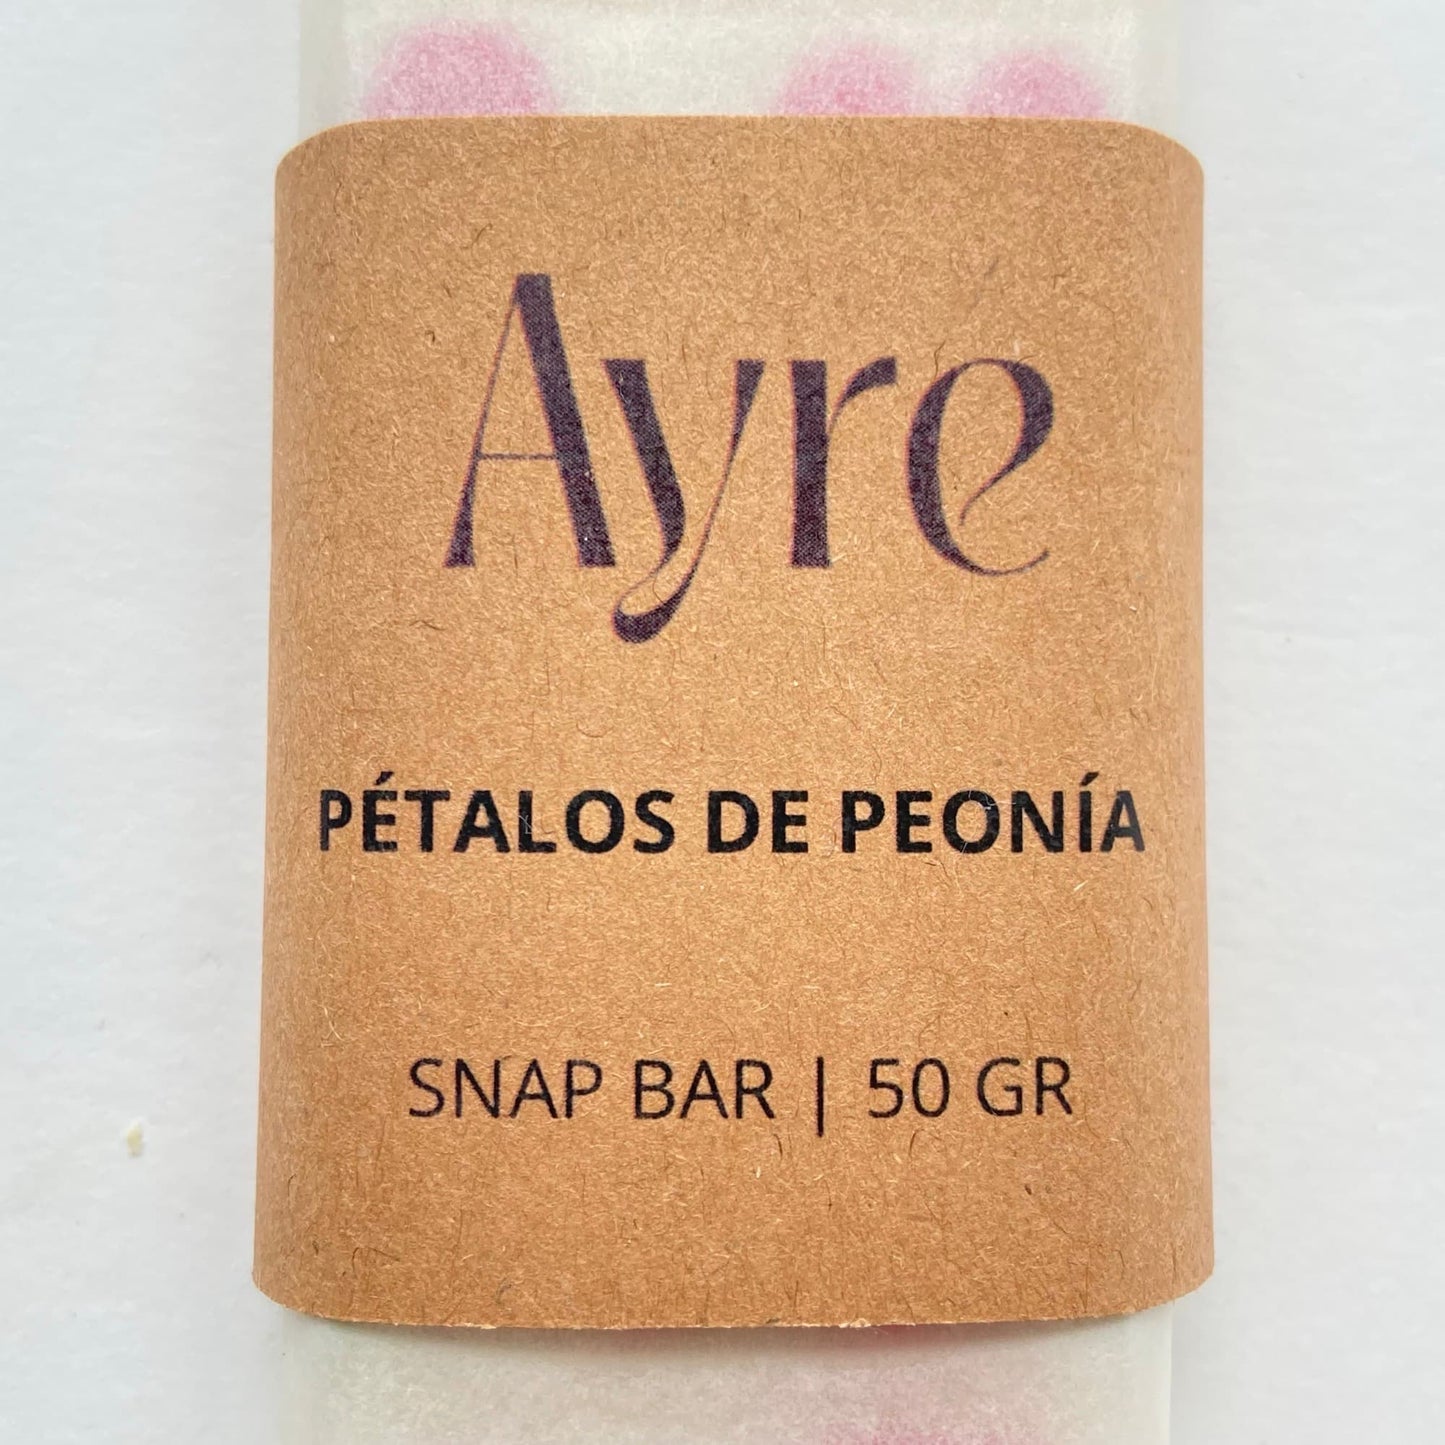 Ayre
PÉTALOS DE PEONÍA
SNAP BAR | 50 GR